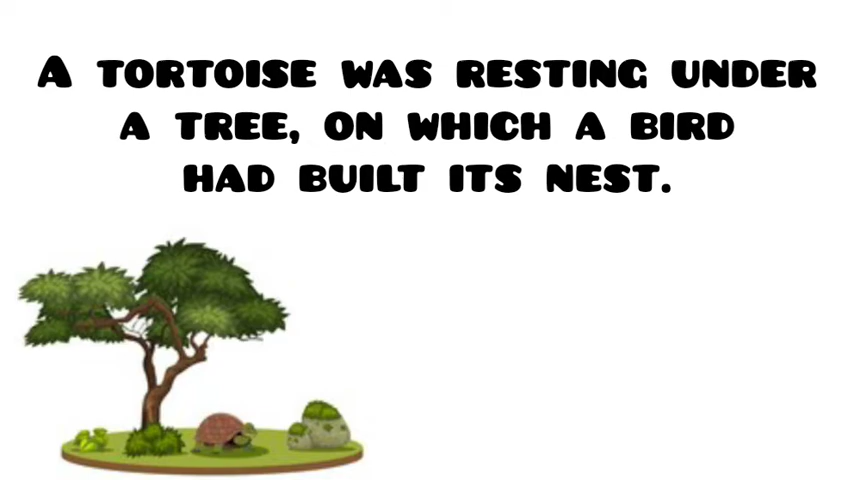 A TORTOISE WAS RESTING UNDER
A TREE, ON WHICH A BIRD
HAD BUILT ITS NEST.